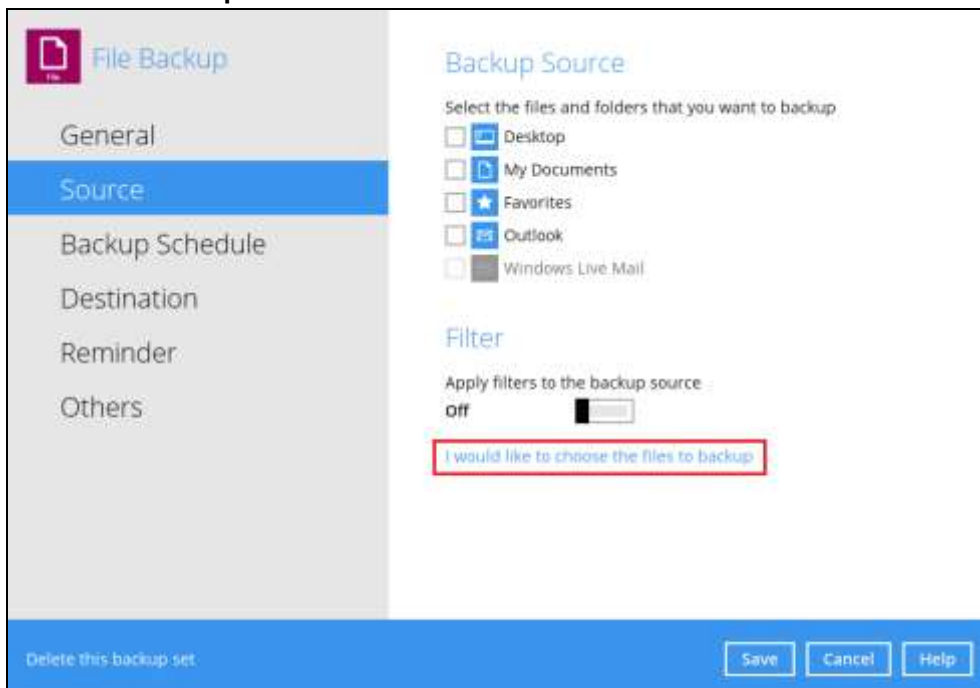 File
File Backup
General
Source
Backup Schedule
Destination
Reminder
Others
Backup Source
Select the files and folders that you want to backup
Desktop
My Documents
Favorites
Outlook
Windows Live Mail
Filter
Apply filters to the backup source
Off
I would like to choose the files to backup
Delete this backup set
Save
Cancel
Help